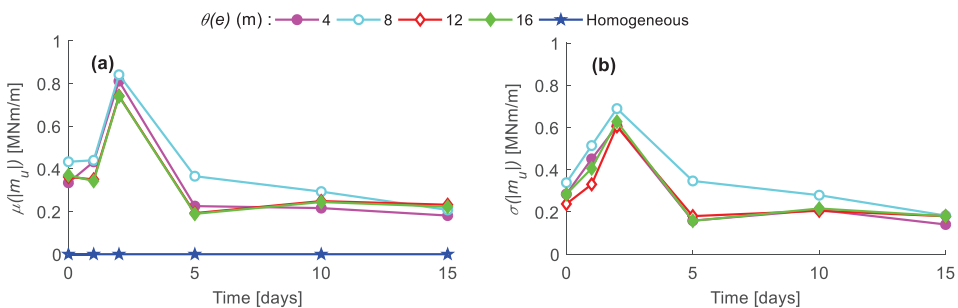 θ(e) (m) : 4 8 12 16 Homogeneous
(a)
μ(|m_u|) [MNm/m]
1
0.8
0.6
0.4
0.2
0
0 5 10 15
Time [days]
(b)
σ(|m_u|) [MNm/m]
1
0.8
0.6
0.4
0.2
0
0 5 10 15
Time [days]